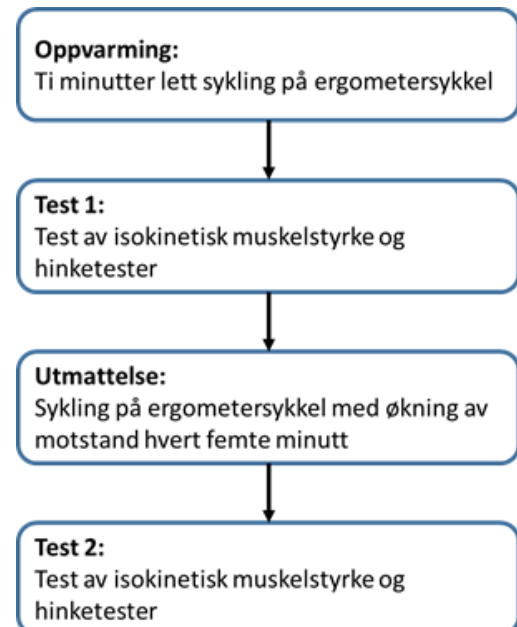 Oppvarming:
Ti minutter lett sykling på ergometersykkel
Test 1:
Test av isokinetisk muskelstyrke og
hinketester
Utmattelse:
Sykling på ergometersykkel med økning av
motstand hvert femte minutt
Test 2:
Test av isokinetisk muskelstyrke og
hinketester